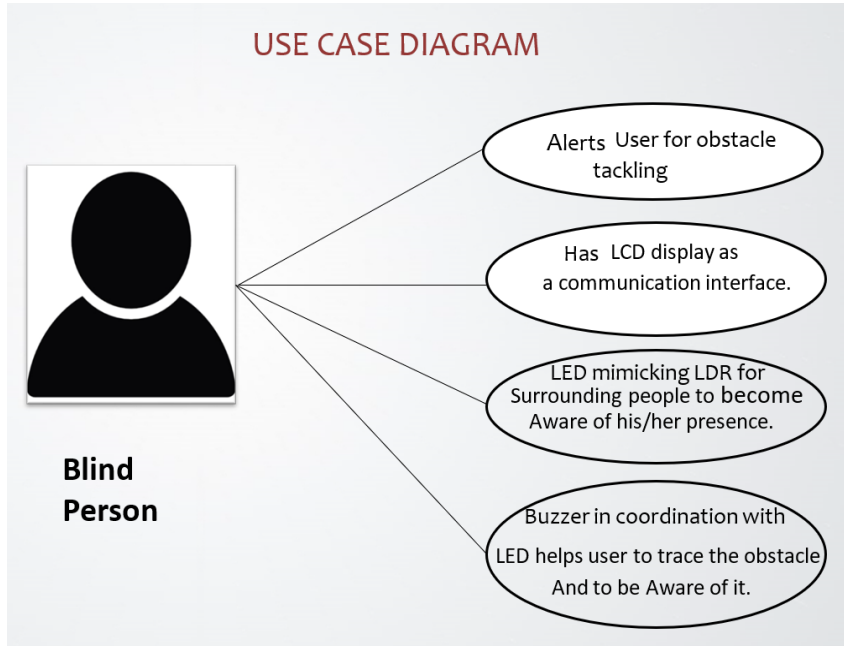 USE CASE DIAGRAM
Alerts User for obstacle
tackling
Has LCD display as
a communication interface.
LED mimicking LDR for
Surrounding people to become
Aware of his/her presence.
Blind
Person
Buzzer in coordination with
LED helps user to trace the obstacle
And to be Aware of it.